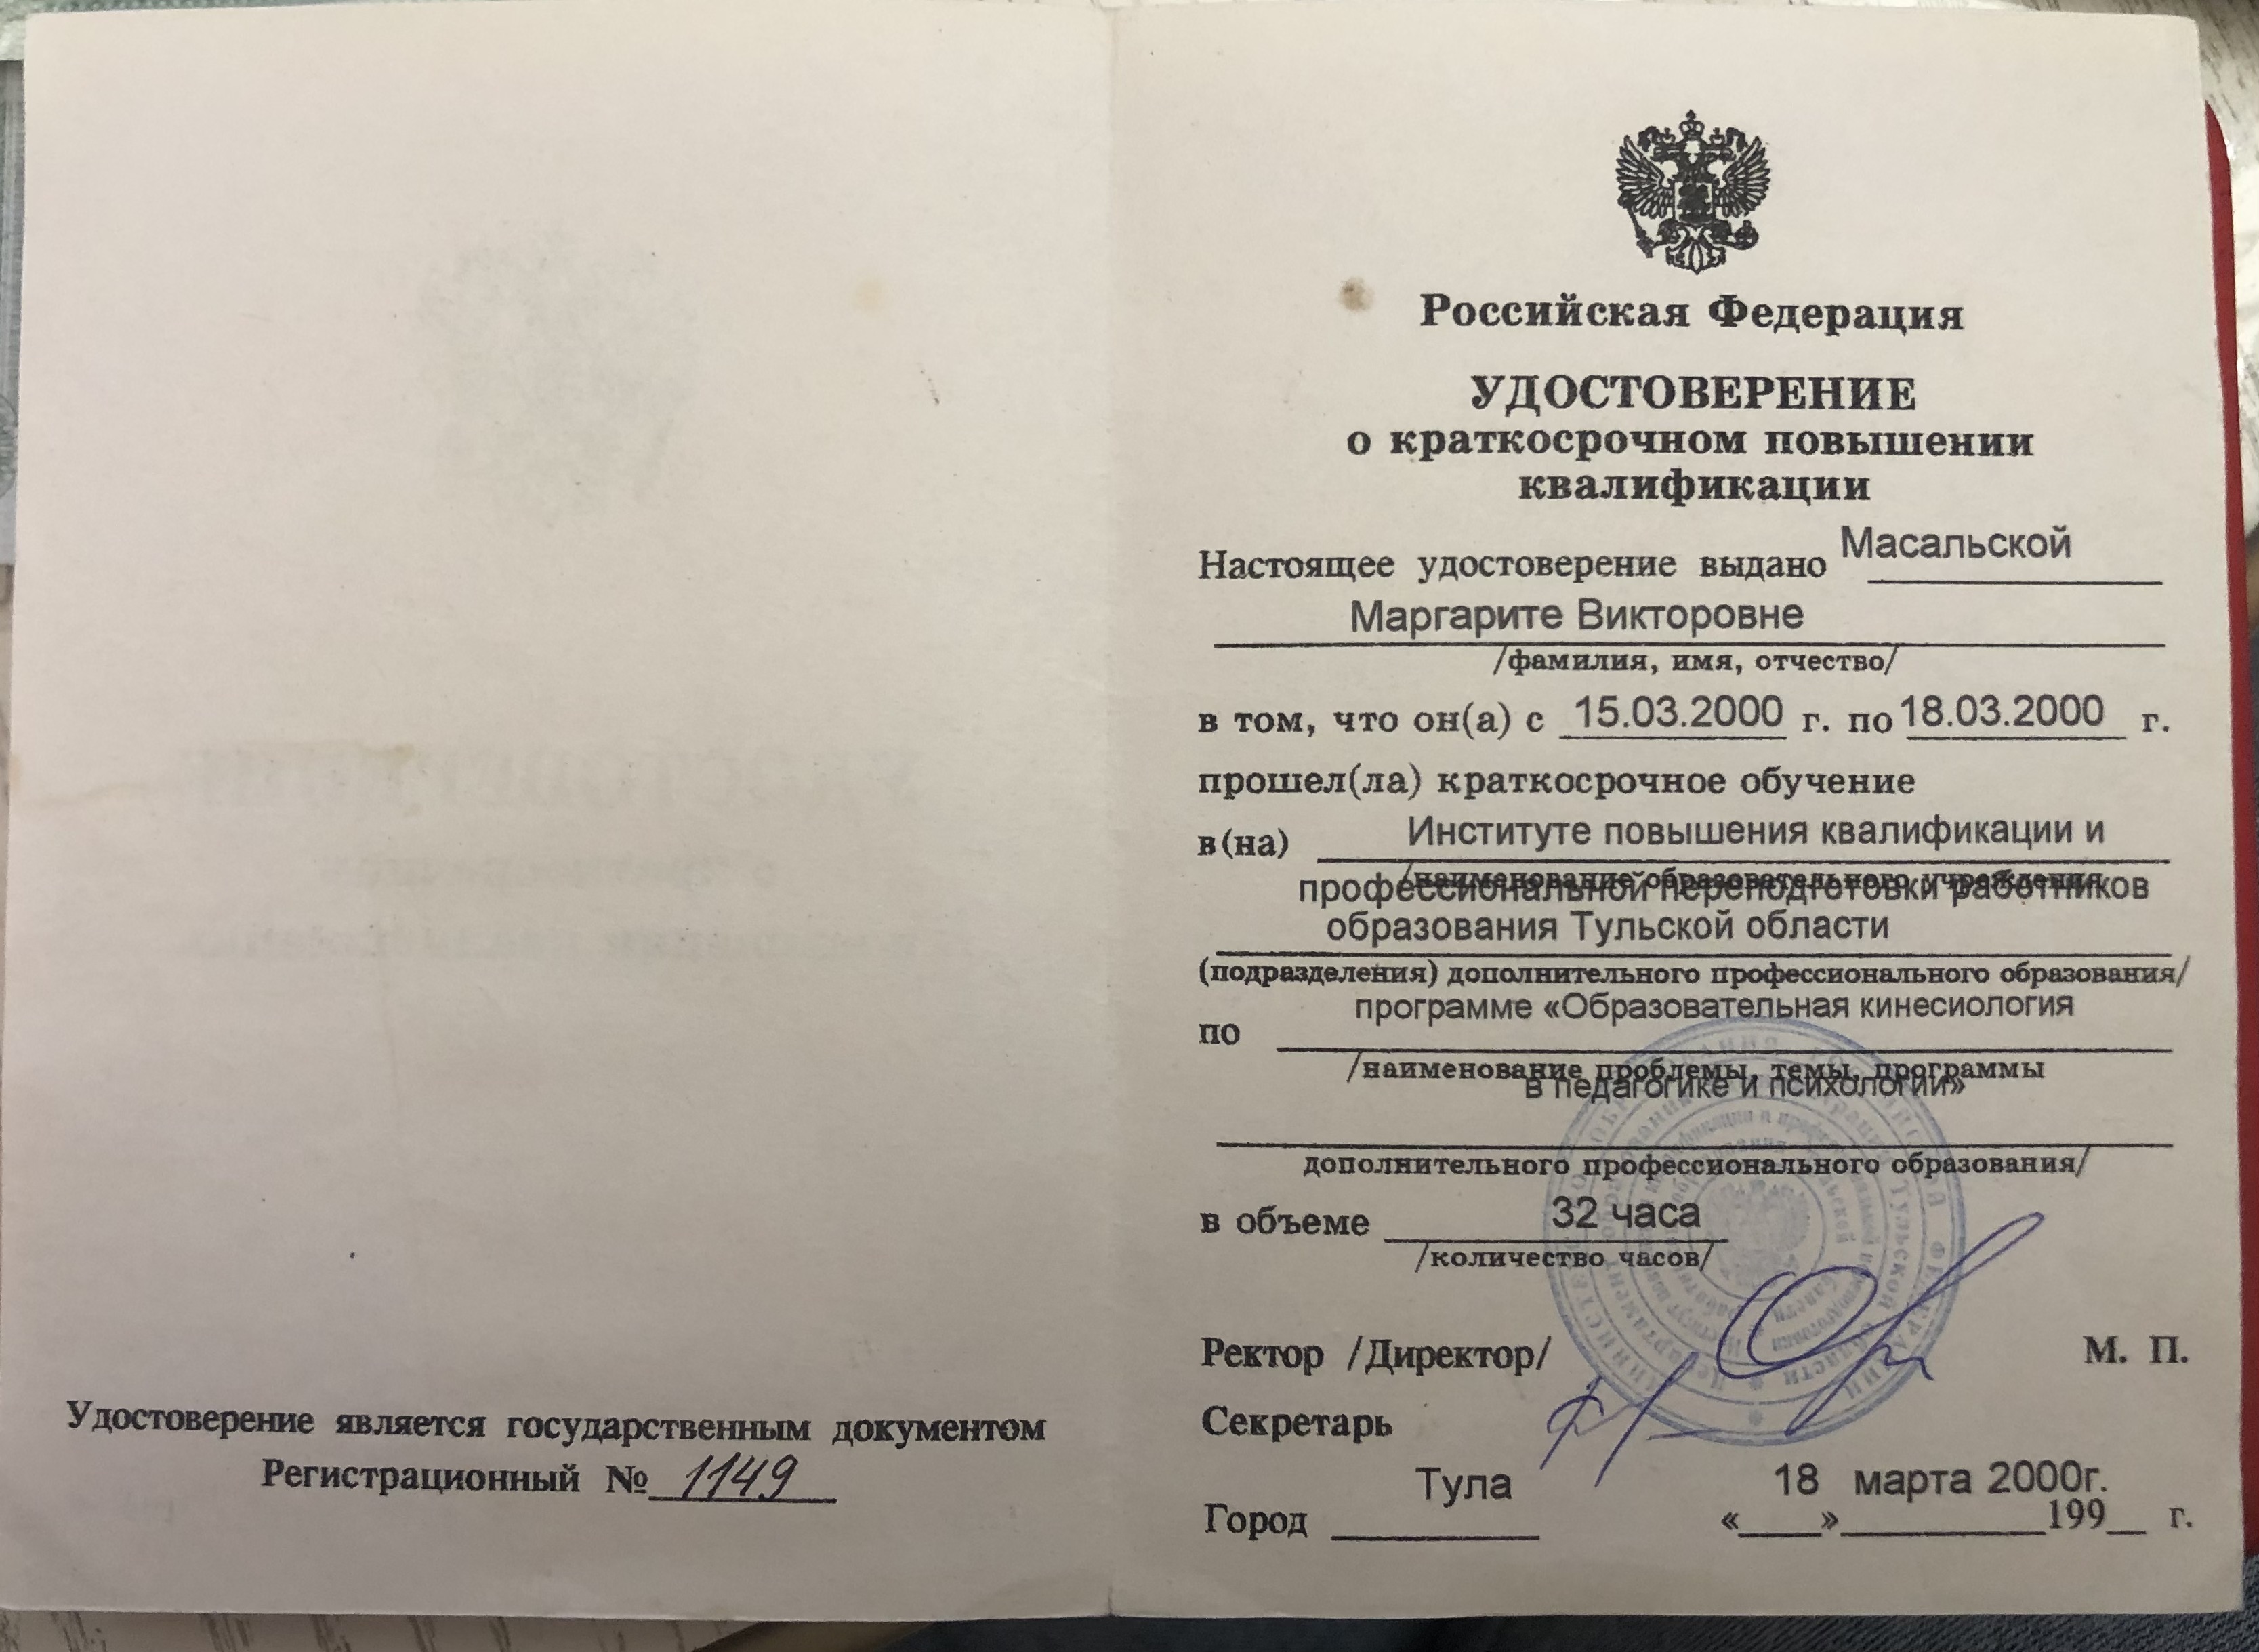 Удостоверение является государственным документом
Регистрационный № 1149
Российская Федерация
УДОСТОВЕРЕНИЕ
о краткосрочном повышении
квалификации
Настоящее удостоверение выдано Масальской
Маргарите Викторовне
/фамилия, имя, отчество/
в том, что он(а) с 15.03.2000 г. по 18.03.2000 г.
прошел(ла) краткосрочное обучение
в(на) Институте повышения квалификации и
/наименование образовательного учреждения
профессиональной переподготовки работников
образования Тульской области
(подразделения) дополнительного профессионального образования/
по программе «Образовательная кинесиология
/наименование проблемы, темы, программы
в педагогике и психологии»
дополнительного профессионального образования/
в объеме 32 часа
/количество часов/
Ректор /Директор/ М. П.
Секретарь
Город Тула «18» марта 2000г. 199 г.